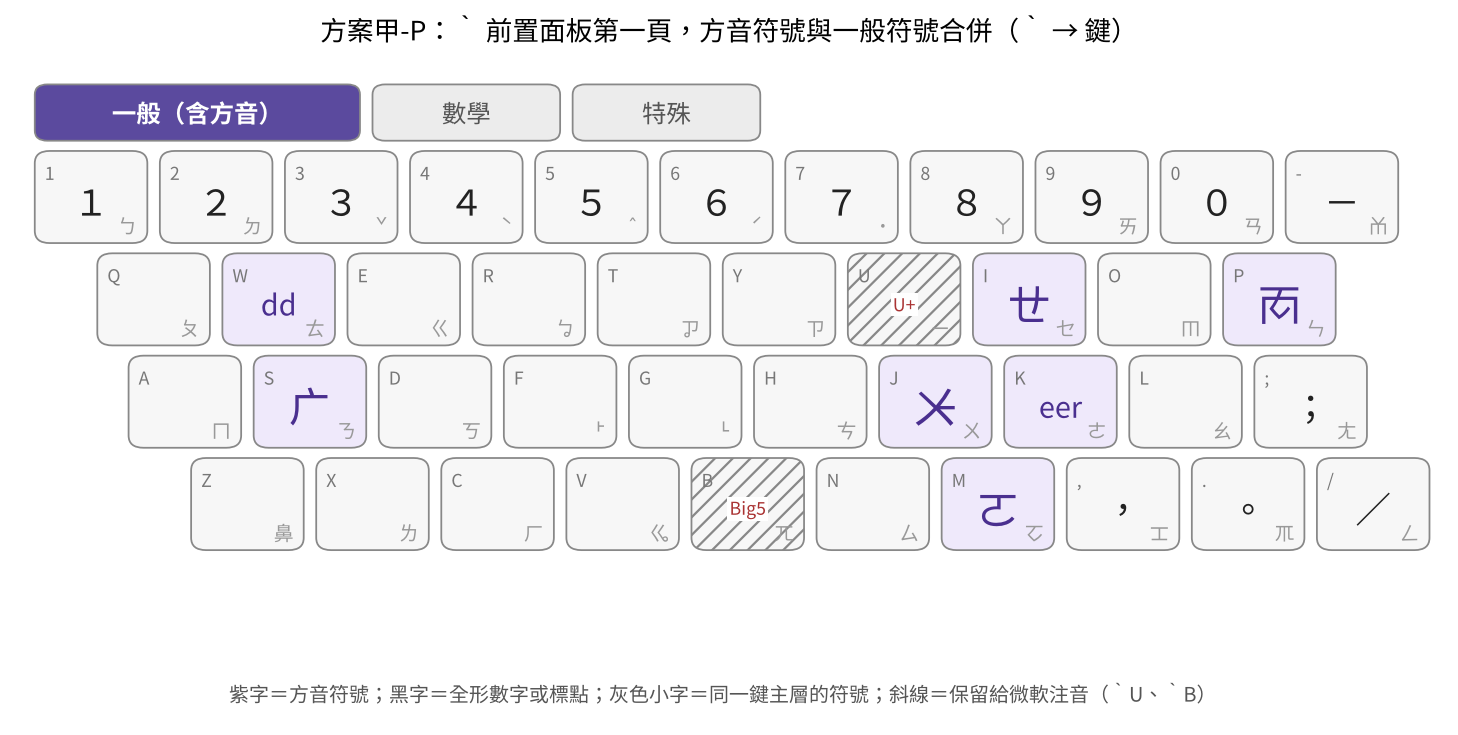 方案甲-P：ˋ 前置面板第一頁，方音符號與一般符號合併（ˋ → 鍵）
一般（含方音） 數學 特殊
1 １ ㄅ 2 ２ ㄉ 3 ３ ˇ 4 ４ ˋ 5 ５ ˆ 6 ６ ˊ 7 ７ ˙ 8 ８ ㄚ 9 ９ ㄞ 0 ０ ㄢ - －
Q ㄆ W dd ㄊ E ㄍ R ㆠ T ㆡ Y ㄗ U U+ ㄧ I ㄝ O ㆬ P ㄣ
A ㄇ S 广 ㄋ D ㄎ F G H ㄘ J ㄨ K eer ㄜ L ㄠ ; ； ㄤ
Z 鼻 X ㄌ C ㄏ V ㆣ B Big5 N ㄙ M ㄛ , ， . 。 / ／ ㄥ
紫字＝方音符號；黑字＝全形數字或標點；灰色小字＝同一鍵主層的符號；斜線＝保留給微軟注音（ˋU、ˋB）